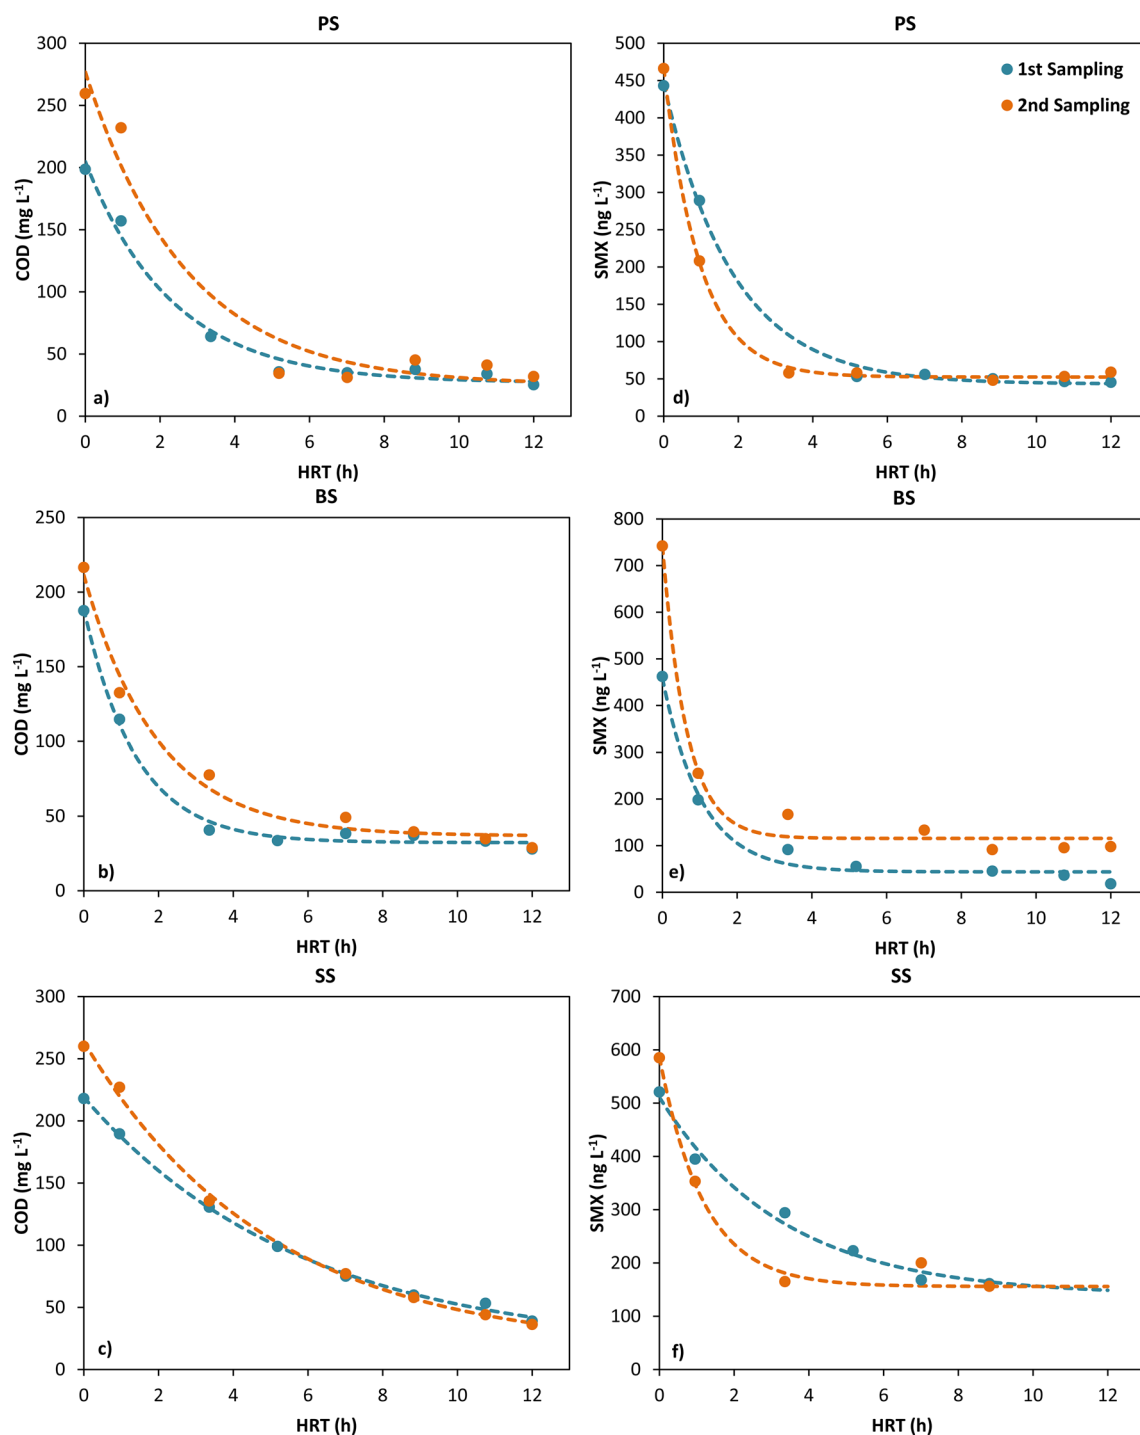 PS
300
250
200
150
100
50
0
COD (mg L⁻¹)
a)
0 2 4 6 8 10 12
HRT (h)
PS
500
450
400
350
300
250
200
150
100
50
0
SMX (ng L⁻¹)
1st Sampling
2nd Sampling
d)
0 2 4 6 8 10 12
HRT (h)
BS
250
200
150
100
50
0
COD (mg L⁻¹)
b)
0 2 4 6 8 10 12
HRT (h)
BS
800
700
600
500
400
300
200
100
0
SMX (ng L⁻¹)
e)
0 2 4 6 8 10 12
HRT (h)
SS
300
250
200
150
100
50
0
COD (mg L⁻¹)
c)
0 2 4 6 8 10 12
HRT (h)
SS
700
600
500
400
300
200
100
0
SMX (ng L⁻¹)
f)
0 2 4 6 8 10 12
HRT (h)